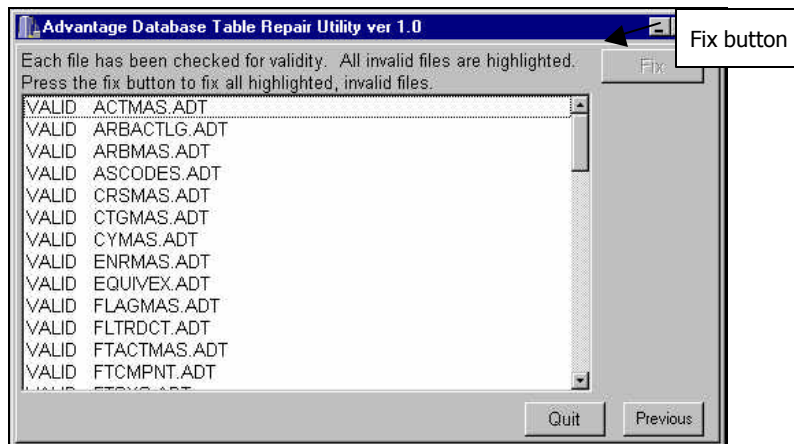 Advantage Database Table Repair Utility ver 1.0
Fix button
Each file has been checked for validity. All invalid files are highlighted.
Press the fix button to fix all highlighted, invalid files.
Fix
VALID ACTMAS.ADT
VALID ARBACTLG.ADT
VALID ARBMAS.ADT
VALID ASCODES.ADT
VALID CRSMAS.ADT
VALID CTGMAS.ADT
VALID CYMAS.ADT
VALID ENRMAS.ADT
VALID EQUIVEX.ADT
VALID FLAGMAS.ADT
VALID FLTRDCT.ADT
VALID FTACTMAS.ADT
VALID FTCMPNT.ADT
Quit
Previous